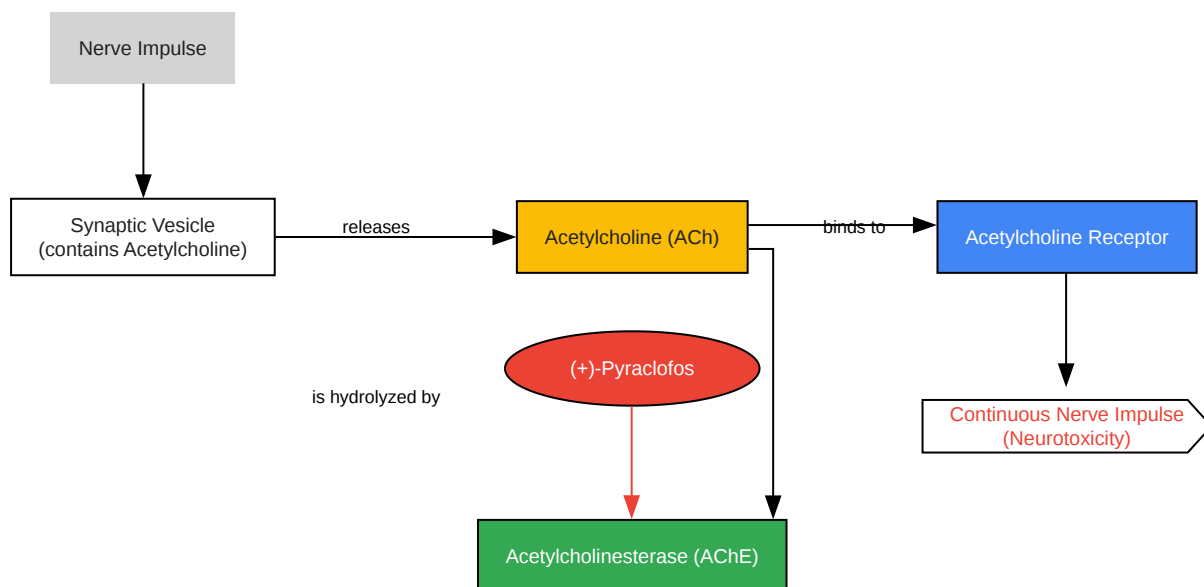 Nerve Impulse
Synaptic Vesicle
(contains Acetylcholine)
releases
Acetylcholine (ACh)
binds to
Acetylcholine Receptor
(+)-Pyraclofos
is hydrolyzed by
Continuous Nerve Impulse
(Neurotoxicity)
Acetylcholinesterase (AChE)